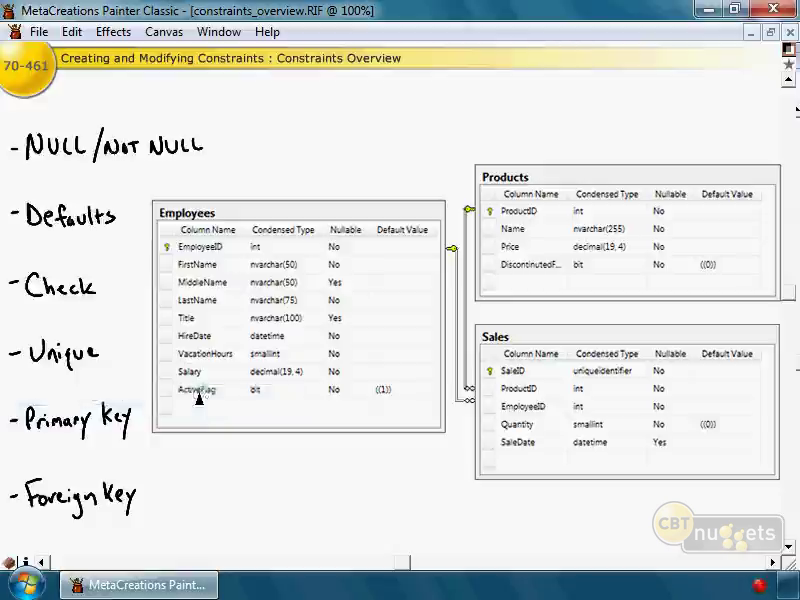 MetaCreations Painter Classic - [constraints_overview.RIF @ 100%]
File Edit Effects Canvas Window Help
70-461
Creating and Modifying Constraints : Constraints Overview
- NULL/NOT NULL
- Defaults
- Check
- Unique
- Primary Key
- Foreign Key
Employees
Column Name Condensed Type Nullable Default Value
EmployeeID int No
FirstName nvarchar(50) No
MiddleName nvarchar(50) Yes
LastName nvarchar(75) No
Title nvarchar(100) Yes
HireDate datetime No
VacationHours smallint No
Salary decimal(19, 4) No
ActiveFlag bit No ((1))
Products
Column Name Condensed Type Nullable Default Value
ProductID int No
Name nvarchar(255) No
Price decimal(19, 4) No
DiscontinuedF... bit No ((0))
Sales
Column Name Condensed Type Nullable Default Value
SaleID uniqueidentifier No
ProductID int No
EmployeeID int No
Quantity smallint No ((0))
SaleDate datetime Yes
CBT nuggets
MetaCreations Paint...